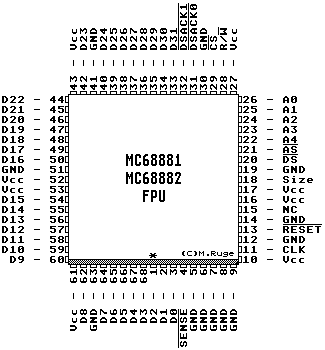 Vcc - 43
D23 - 42
GND - 41
D24 - 40
D25 - 39
D26 - 38
D27 - 37
D28 - 36
D29 - 35
D30 - 34
D31 - 33
DSACK1 - 32
DSACK0 - 31
GND - 30
CS - 29
/W - 28
Vcc - 27
D22 - 44
D21 - 45
D20 - 46
D19 - 47
D18 - 48
D17 - 49
D16 - 50
GND - 51
Vcc - 52
Vcc - 53
D15 - 54
D14 - 55
D13 - 56
D12 - 57
D11 - 58
D10 - 59
D9 - 60
MC68881
MC68882
FPU
*
(C)M.Ruge
26 - A0
25 - A1
24 - A2
23 - A3
22 - A4
21 - AS
20 - DS
19 - GND
18 - Size
17 - Vcc
16 - Vcc
15 - NC
14 - GND
13 - RESET
12 - GND
11 - CLK
10 - Vcc
Vcc - 61
D8 - 62
GND - 63
D7 - 64
D6 - 65
D5 - 66
D4 - 67
D3 - 68
D2 - 1
D1 - 2
D0 - 3
SENSE - 4
GND - 5
GND - 6
GND - 7
GND - 8
GND - 9